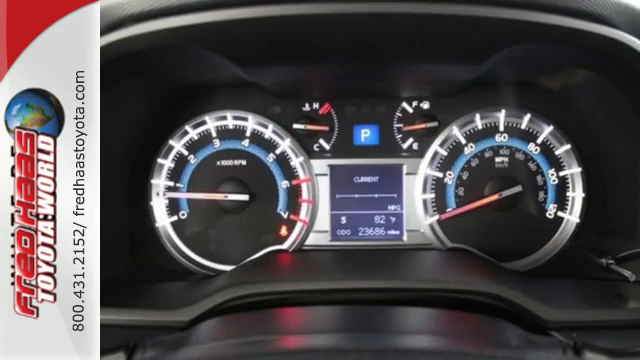 Fred Haas
TOYOTA WORLD
800.431.2152/ fredhaastoyota.com
0 1 2 3 4 5 6 7
x1000 RPM
H
C
P
F
E
CURRENT
MPG
S 82 °F
ODO 23686 miles
20 40 60 80 100 120
MPH
km/h